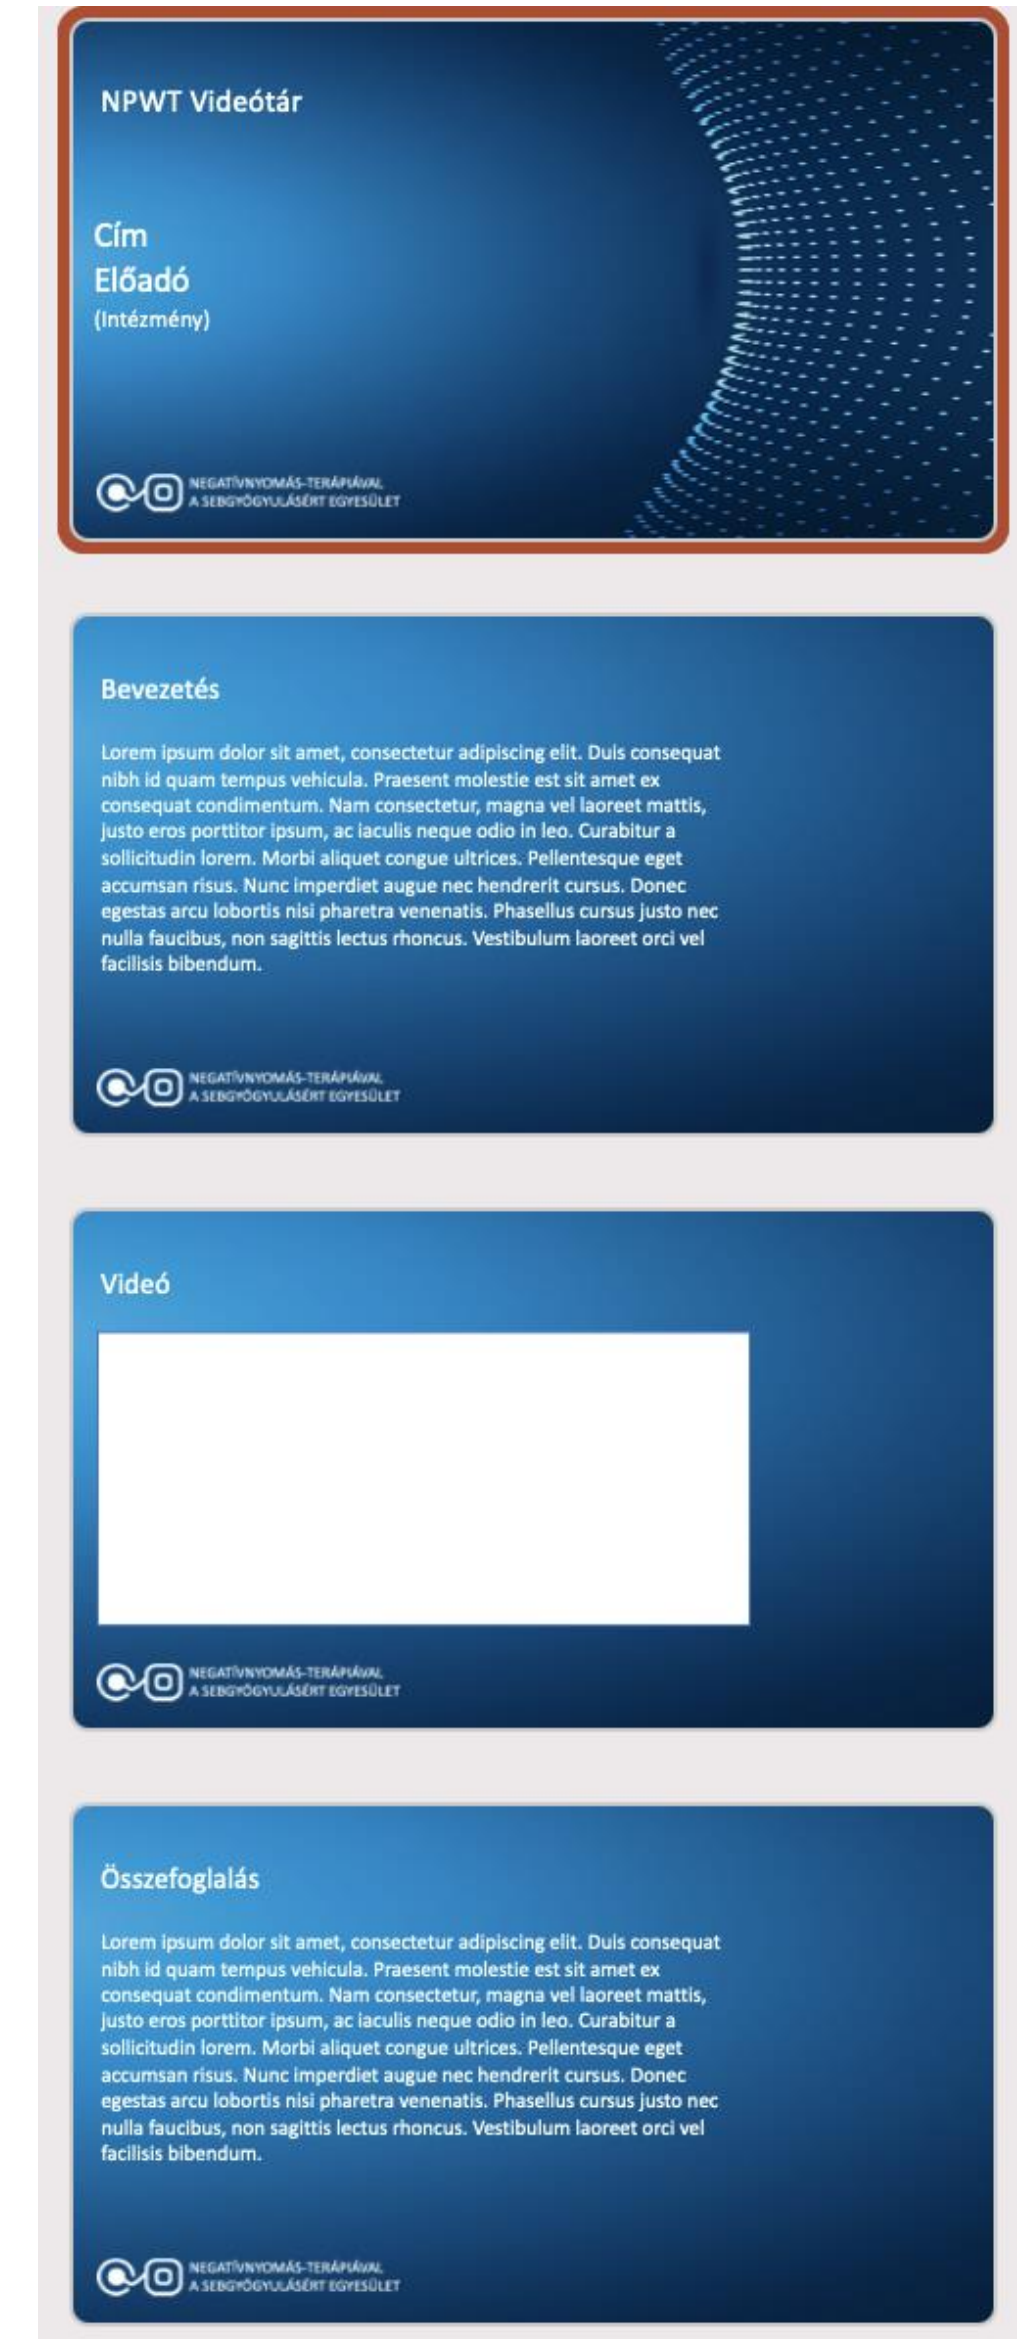 NPWT Videótár
Cím
Előadó
(Intézmény)
NEGATÍVNYOMÁS-TERÁPIÁVAL
A SEBGYÓGYULÁSÉRT EGYESÜLET
Bevezetés
Lorem ipsum dolor sit amet, consectetur adipiscing elit. Duis consequat
nibh id quam tempus vehicula. Praesent molestie est sit amet ex
consequat condimentum. Nam consectetur, magna vel laoreet mattis,
justo eros porttitor ipsum, ac iaculis neque odio in leo. Curabitur a
sollicitudin lorem. Morbi aliquet congue ultrices. Pellentesque eget
accumsan risus. Nunc imperdiet augue nec hendrerit cursus. Donec
egestas arcu lobortis nisi pharetra venenatis. Phasellus cursus justo nec
nulla faucibus, non sagittis lectus rhoncus. Vestibulum laoreet orci vel
facilisis bibendum.
NEGATÍVNYOMÁS-TERÁPIÁVAL
A SEBGYÓGYULÁSÉRT EGYESÜLET
Videó
NEGATÍVNYOMÁS-TERÁPIÁVAL
A SEBGYÓGYULÁSÉRT EGYESÜLET
Összefoglalás
Lorem ipsum dolor sit amet, consectetur adipiscing elit. Duis consequat
nibh id quam tempus vehicula. Praesent molestie est sit amet ex
consequat condimentum. Nam consectetur, magna vel laoreet mattis,
justo eros porttitor ipsum, ac iaculis neque odio in leo. Curabitur a
sollicitudin lorem. Morbi aliquet congue ultrices. Pellentesque eget
accumsan risus. Nunc imperdiet augue nec hendrerit cursus. Donec
egestas arcu lobortis nisi pharetra venenatis. Phasellus cursus justo nec
nulla faucibus, non sagittis lectus rhoncus. Vestibulum laoreet orci vel
facilisis bibendum.
NEGATÍVNYOMÁS-TERÁPIÁVAL
A SEBGYÓGYULÁSÉRT EGYESÜLET